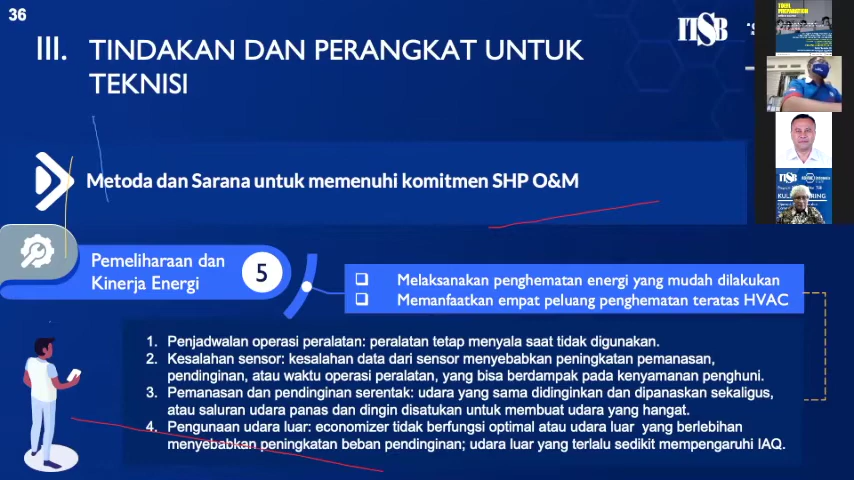 36
III. TINDAKAN DAN PERANGKAT UNTUK
TEKNISI
ITSB
TOEFL
PREPARATION
Metoda dan Sarana untuk memenuhi komitmen SHP O&M
ITSB
Pemeliharaan dan
Kinerja Energi
5
Melaksanakan penghematan energi yang mudah dilakukan
Memanfaatkan empat peluang penghematan teratas HVAC
1. Penjadwalan operasi peralatan: peralatan tetap menyala saat tidak digunakan.
2. Kesalahan sensor: kesalahan data dari sensor menyebabkan peningkatan pemanasan,
pendinginan, atau waktu operasi peralatan, yang bisa berdampak pada kenyamanan penghuni.
3. Pemanasan dan pendinginan serentak: udara yang sama didinginkan dan dipanaskan sekaligus,
atau saluran udara panas dan dingin disatukan untuk membuat udara yang hangat.
4. Pengunaan udara luar: economizer tidak berfungsi optimal atau udara luar yang berlebihan
menyebabkan peningkatan beban pendinginan; udara luar yang terlalu sedikit mempengaruhi IAQ.